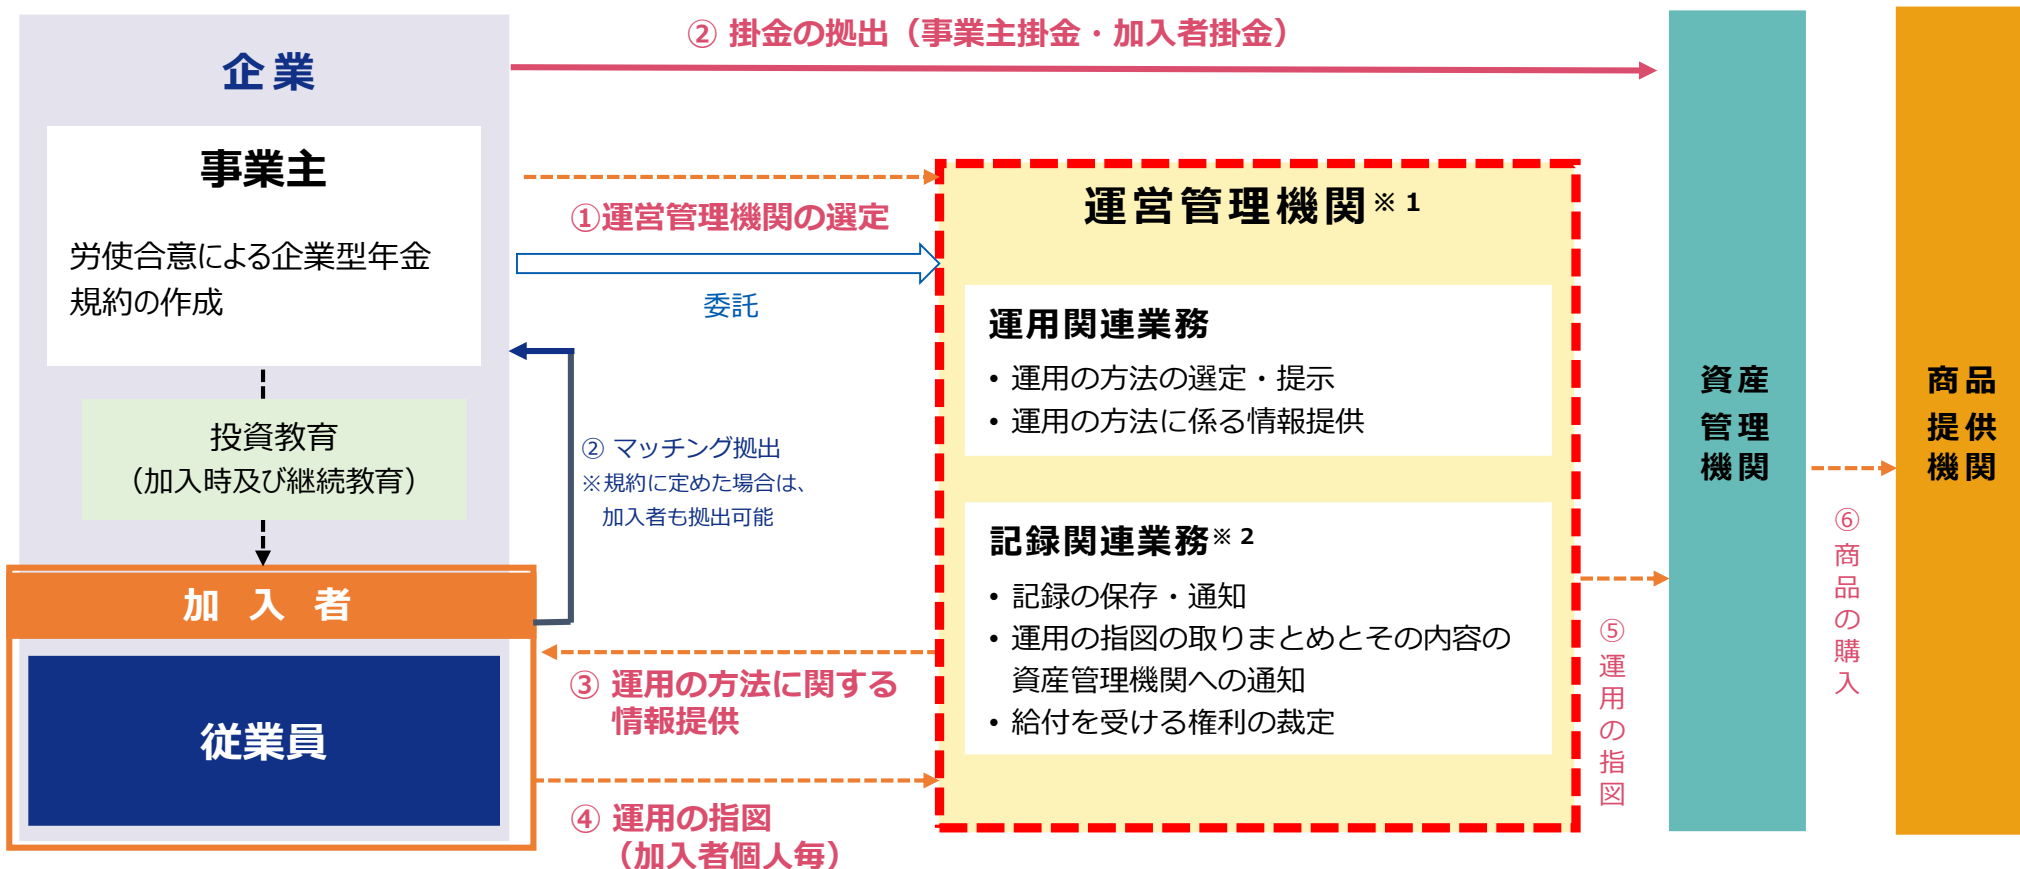 ② 掛金の拠出（事業主掛金・加入者掛金）
企業
事業主
労使合意による企業型年金
規約の作成
投資教育
（加入時及び継続教育）
加 入 者
従業員
①運営管理機関の選定
委託
② マッチング拠出
※規約に定めた場合は、
加入者も拠出可能
③ 運用の方法に関する
情報提供
④ 運用の指図
（加入者個人毎）
運営管理機関※1
運用関連業務
• 運用の方法の選定・提示
• 運用の方法に係る情報提供
記録関連業務※2
• 記録の保存・通知
• 運用の指図の取りまとめとその内容の
資産管理機関への通知
• 給付を受ける権利の裁定
⑤運用の指図
資産
管理
機関
⑥商品の購入
商品
提供
機関